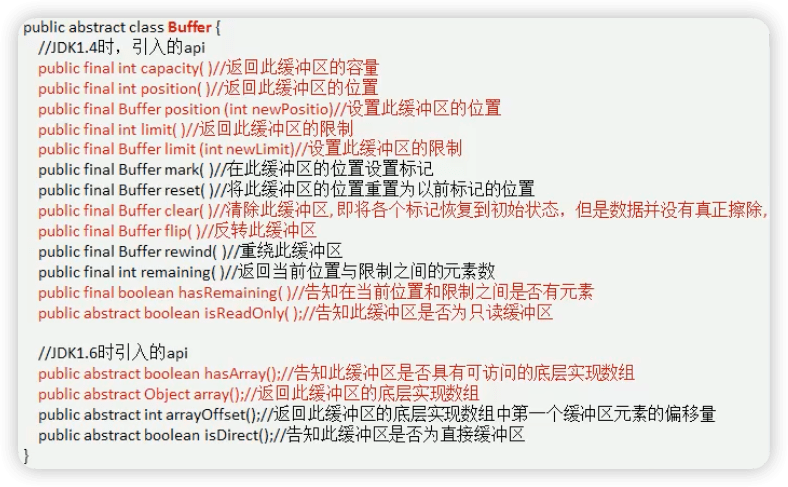 public abstract class Buffer {
//JDK1.4时，引入的api
public final int capacity( )//返回此缓冲区的容量
public final int position( )//返回此缓冲区的位置
public final Buffer position (int newPositio)//设置此缓冲区的位置
public final int limit( )//返回此缓冲区的限制
public final Buffer limit (int newLimit)//设置此缓冲区的限制
public final Buffer mark( )//在此缓冲区的位置设置标记
public final Buffer reset( )//将此缓冲区的位置重置为以前标记的位置
public final Buffer clear( )//清除此缓冲区, 即将各个标记恢复到初始状态，但是数据并没有真正擦除,
public final Buffer flip( )//反转此缓冲区
public final Buffer rewind( )//重绕此缓冲区
public final int remaining( )//返回当前位置与限制之间的元素数
public final boolean hasRemaining( )//告知在当前位置和限制之间是否有元素
public abstract boolean isReadOnly( );//告知此缓冲区是否为只读缓冲区
//JDK1.6时引入的api
public abstract boolean hasArray();//告知此缓冲区是否具有可访问的底层实现数组
public abstract Object array();//返回此缓冲区的底层实现数组
public abstract int arrayOffset();//返回此缓冲区的底层实现数组中第一个缓冲区元素的偏移量
public abstract boolean isDirect();//告知此缓冲区是否为直接缓冲区
}